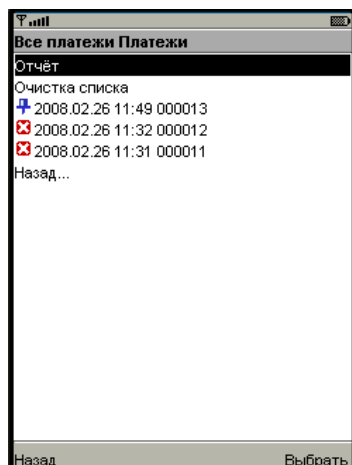 Все платежи Платежи
Отчёт
Очистка списка
2008.02.26 11:49 000013
2008.02.26 11:32 000012
2008.02.26 11:31 000011
Назад...
Назад Выбрать